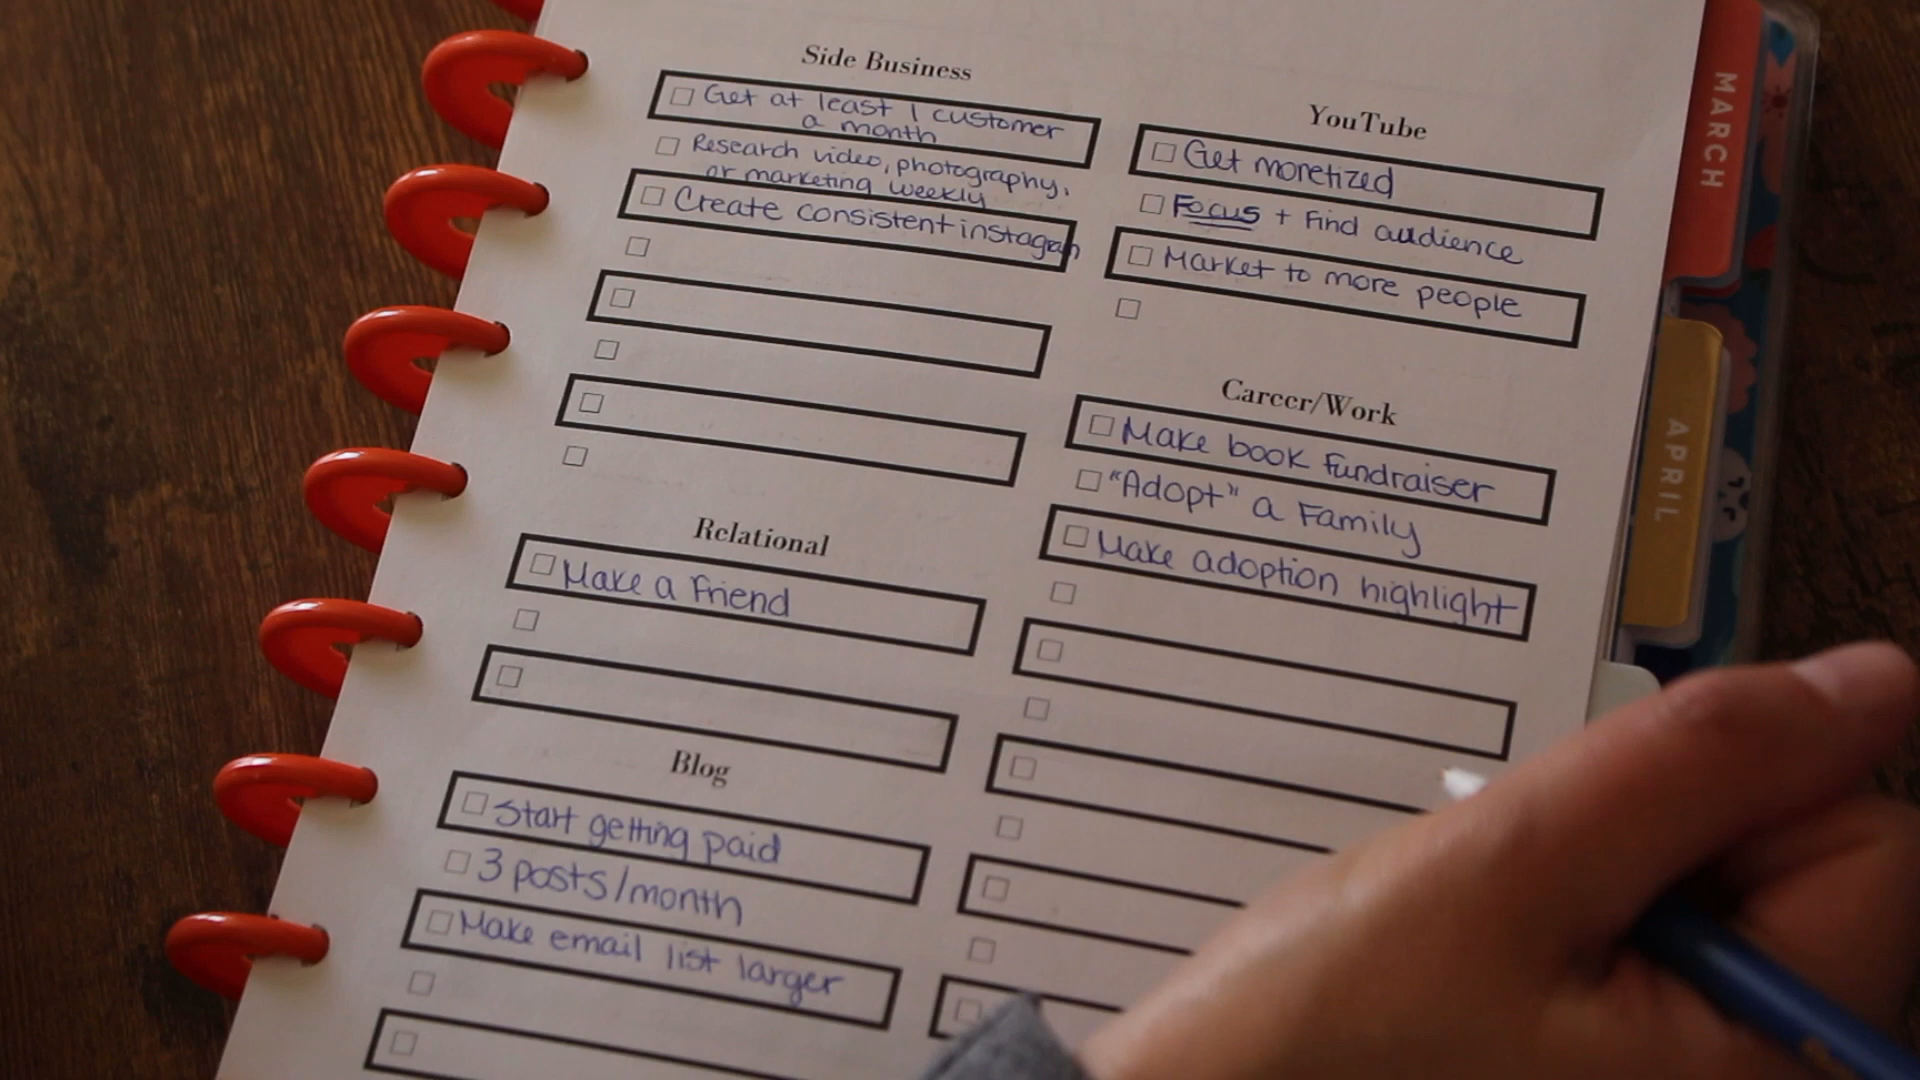 Side Business
Get at least 1 customer
a month
Research video, photography,
or marketing weekly
Create consistent instagram
Relational
Make a friend
Blog
Start getting paid
3 posts/month
Make email list larger
YouTube
Get monetized
Focus + find audience
Market to more people
Career/Work
Make book fundraiser
"Adopt" a Family
Make adoption highlight
MARCH
APRIL